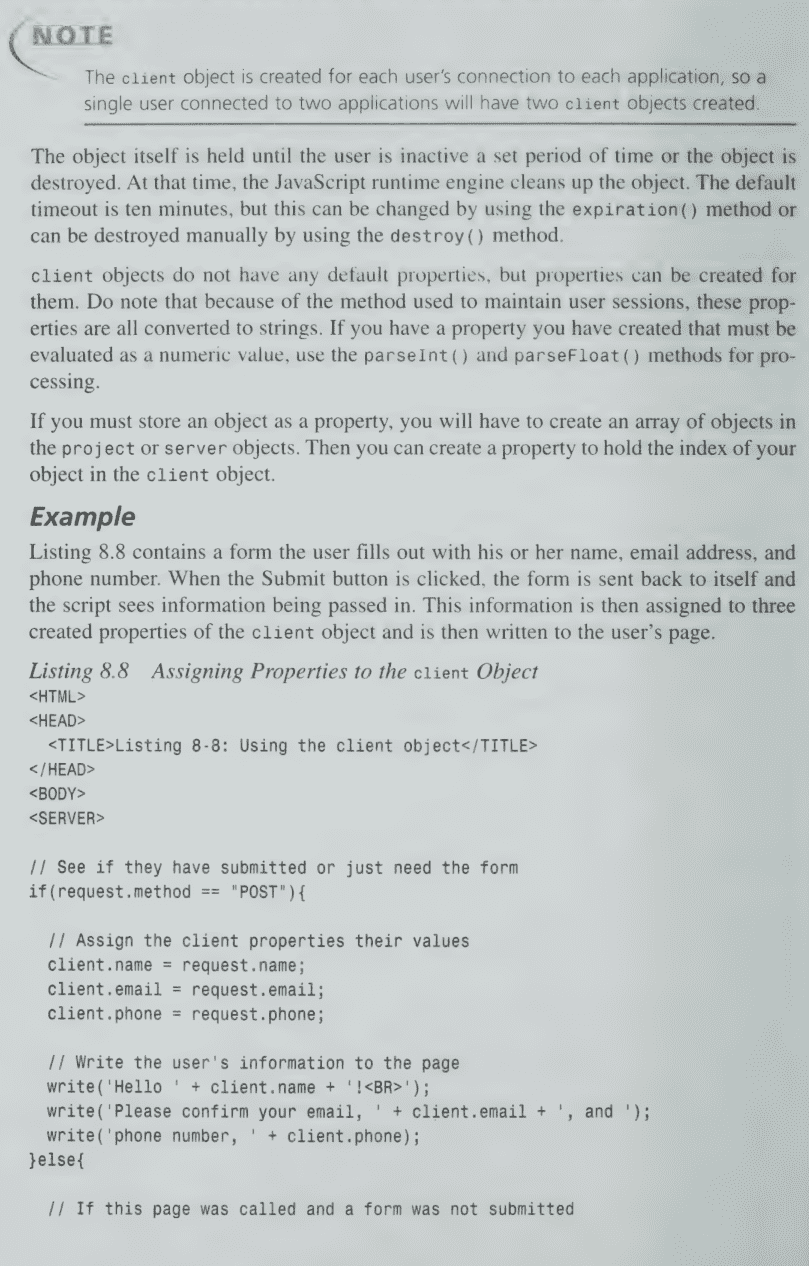 NOTE
The client object is created for each user's connection to each application, so a
single user connected to two applications will have two client objects created.
The object itself is held until the user is inactive a set period of time or the object is
destroyed. At that time, the JavaScript runtime engine cleans up the object. The default
timeout is ten minutes, but this can be changed by using the expiration() method or
can be destroyed manually by using the destroy() method.
client objects do not have any default properties, but properties can be created for
them. Do note that because of the method used to maintain user sessions, these prop-
erties are all converted to strings. If you have a property you have created that must be
evaluated as a numeric value, use the parseInt() and parseFloat() methods for pro-
cessing.
If you must store an object as a property, you will have to create an array of objects in
the project or server objects. Then you can create a property to hold the index of your
object in the client object.
Example
Listing 8.8 contains a form the user fills out with his or her name, email address, and
phone number. When the Submit button is clicked, the form is sent back to itself and
the script sees information being passed in. This information is then assigned to three
created properties of the client object and is then written to the user's page.
Listing 8.8 Assigning Properties to the client Object
<HTML>
<HEAD>
  <TITLE>Listing 8-8: Using the client object</TITLE>
</HEAD>
<BODY>
<SERVER>
// See if they have submitted or just need the form
if(request.method == "POST"){
  // Assign the client properties their values
  client.name = request.name;
  client.email = request.email;
  client.phone = request.phone;
  // Write the user's information to the page
  write('Hello ' + client.name + '!<BR>');
  write('Please confirm your email, ' + client.email + ', and ');
  write('phone number, ' + client.phone);
}else{
  // If this page was called and a form was not submitted